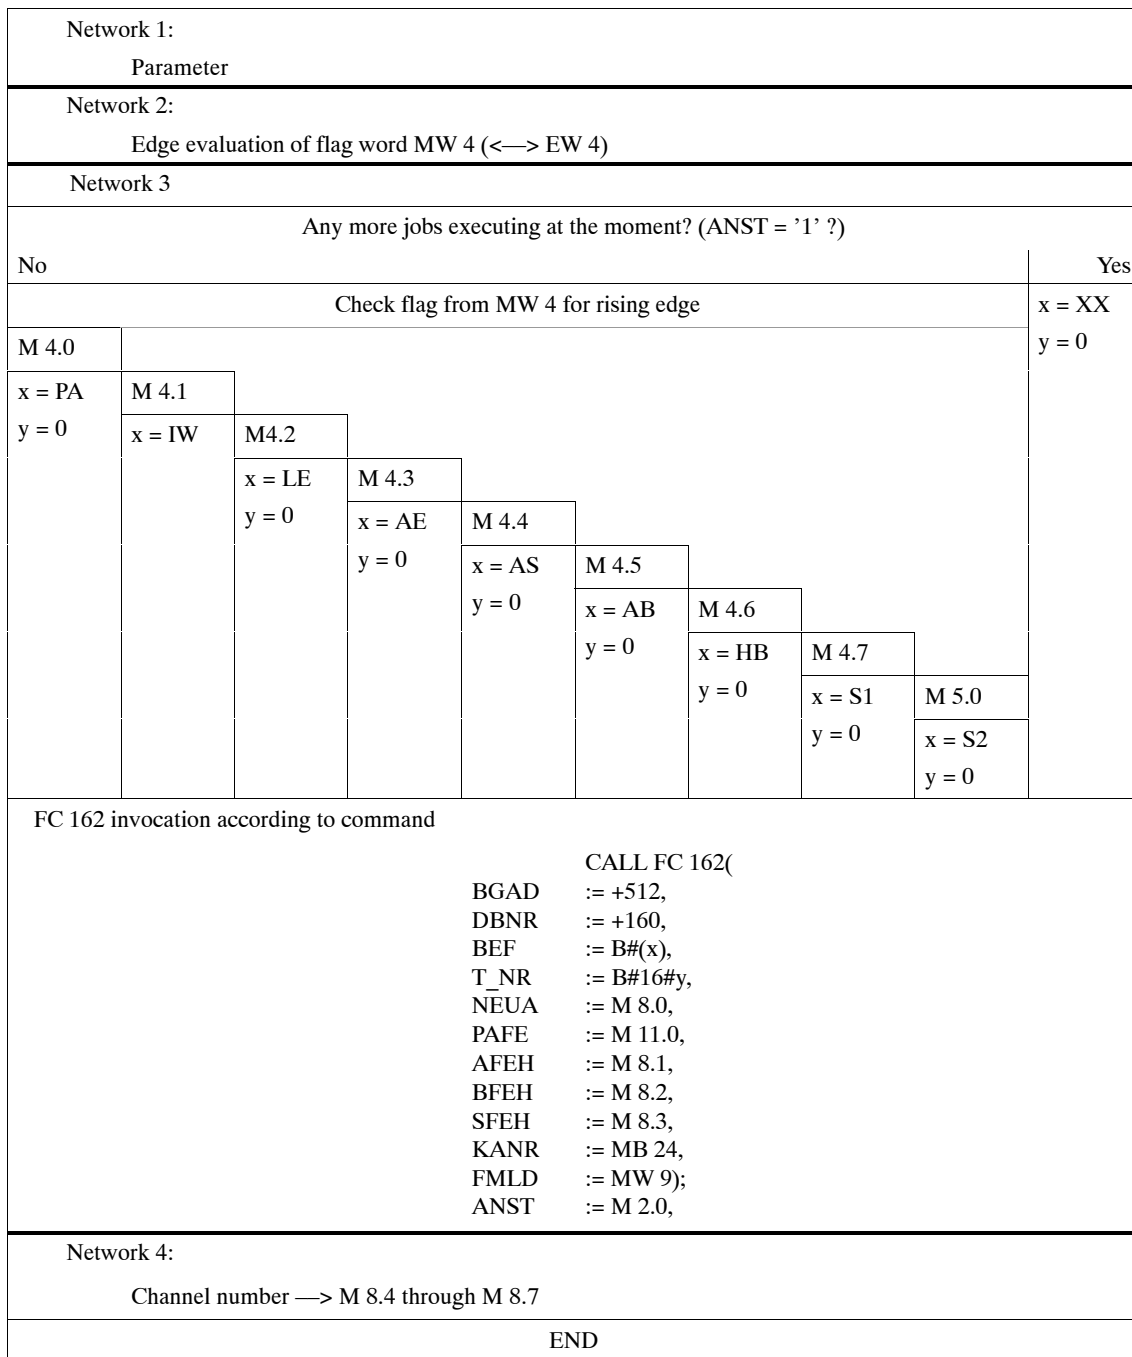 Network 1:
Parameter
Network 2:
Edge evaluation of flag word MW 4 (<—> EW 4)
Network 3
Any more jobs executing at the moment? (ANST = ’1’ ?)
No Yes
Check flag from MW 4 for rising edge x = XX
M 4.0 y = 0
x = PA M 4.1
y = 0 x = IW M4.2
x = LE M 4.3
y = 0 x = AE M 4.4
y = 0 x = AS M 4.5
y = 0 x = AB M 4.6
y = 0 x = HB M 4.7
y = 0 x = S1 M 5.0
y = 0 x = S2
y = 0
FC 162 invocation according to command
CALL FC 162(
BGAD := +512,
DBNR := +160,
BEF := B#(x),
T_NR := B#16#y,
NEUA := M 8.0,
PAFE := M 11.0,
AFEH := M 8.1,
BFEH := M 8.2,
SFEH := M 8.3,
KANR := MB 24,
FMLD := MW 9);
ANST := M 2.0,
Network 4:
Channel number —> M 8.4 through M 8.7
END